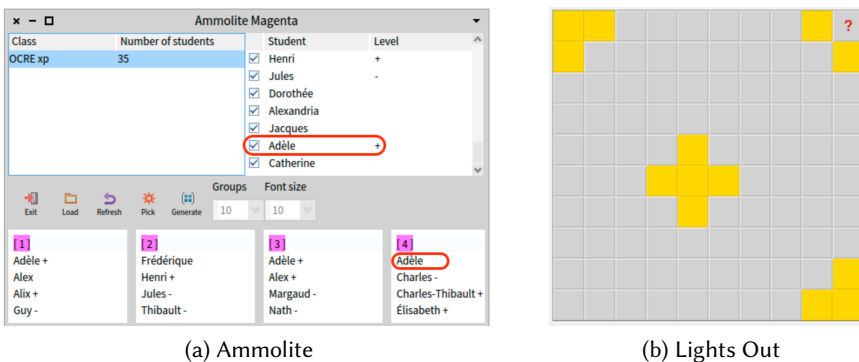 Ammolite Magenta
Class Number of students Student Level
OCRE xp 35 Henri +
Jules -
Dorothée
Alexandria
Jacques
Adèle +
Catherine
Groups Font size
Exit Load Refresh Pick Generate 10 10
[1] [2] [3] [4]
Adèle + Frédérique Adèle + Adèle
Alex Henri + Alex + Charles -
Alix + Jules - Margaud - Charles-Thibault +
Guy - Thibault - Nath - Élisabeth +
?
(a) Ammolite (b) Lights Out